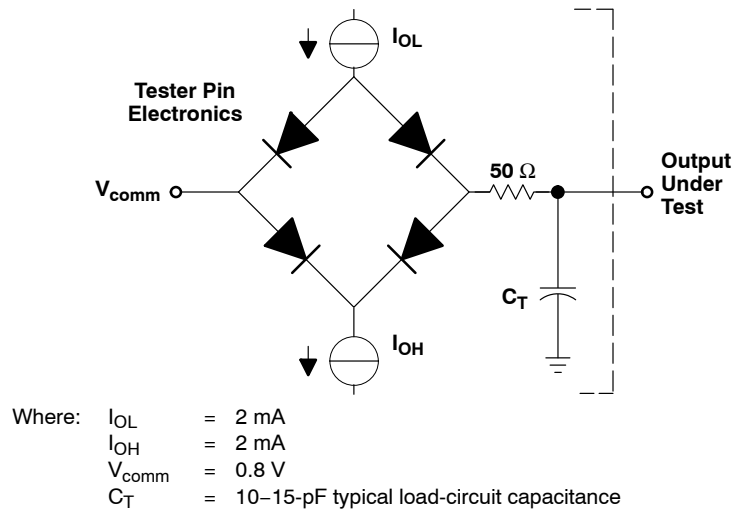 I_OL
Tester Pin
Electronics
V_comm
50 Ω
Output
Under
Test
C_T
I_OH
Where: I_OL = 2 mA
I_OH = 2 mA
V_comm = 0.8 V
C_T = 10−15-pF typical load-circuit capacitance